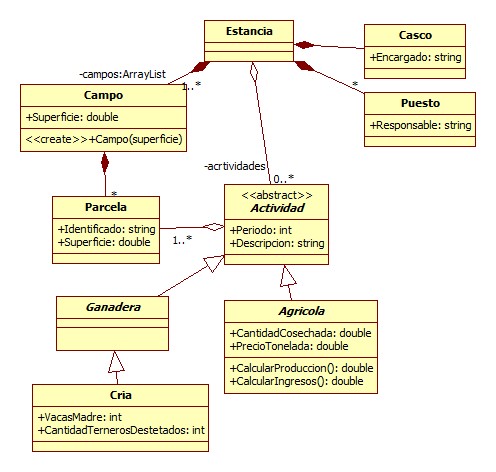 Estancia
Casco
+Encargado: string
-campos:ArrayList
1..*
*
Campo
+Superficie: double
<<create>>+Campo(superficie)
Puesto
+Responsable: string
-acrtividades
0..*
*
Parcela
+Identificado: string
+Superficie: double
1..*
<<abstract>>
Actividad
+Periodo: int
+Descripcion: string
Ganadera
Agricola
+CantidadCosechada: double
+PrecioTonelada: double
+CalcularProduccion(): double
+CalcularIngresos(): double
Cria
+VacasMadre: int
+CantidadTernerosDestetados: int